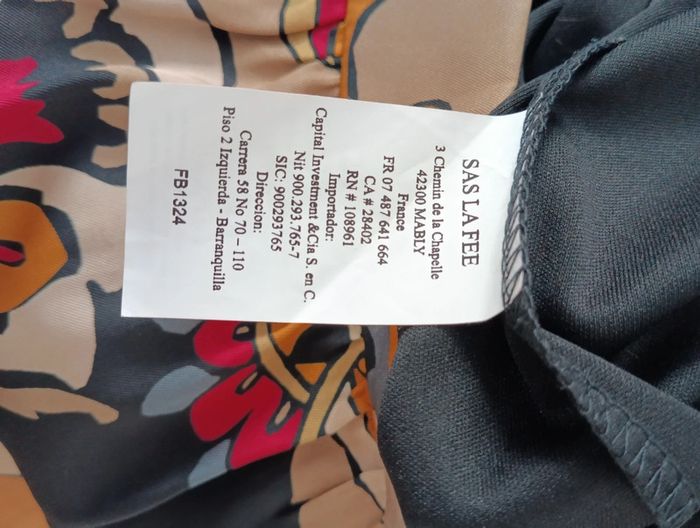 SAS LA FEE
3 Chemin de la Chapelle
42300 MABLY
France
FR 07 487 641 664
CA # 28402
RN # 108961
Importador:
Capital Investment &Cia S. en C.
Nit 900.293.765-7
SIC: 900293765
Direccion:
Carrera 58 No 70 – 110
Piso 2 Izquierda - Barranquilla
FB1324